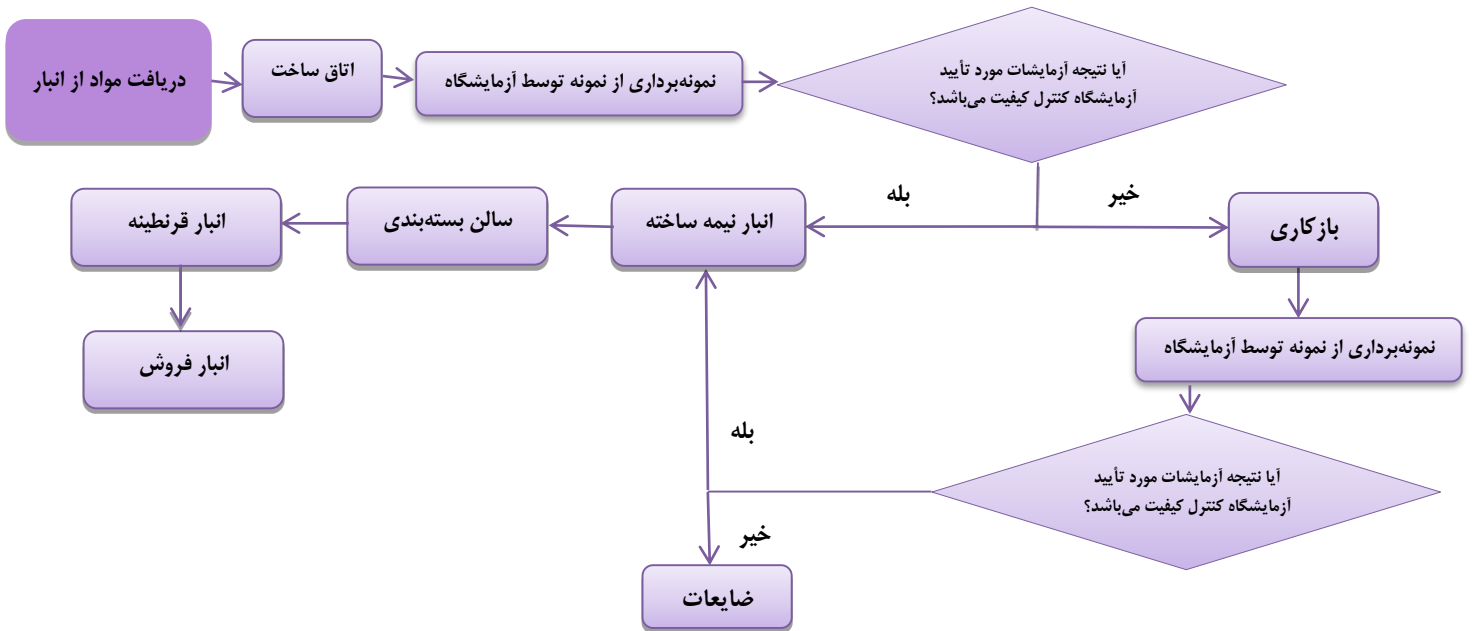 دریافت مواد از انبار
اتاق ساخت
نمونه‌برداری از نمونه توسط آزمایشگاه
آیا نتیجه آزمایشات مورد تأیید
آزمایشگاه کنترل کیفیت می‌باشد؟
خیر
بله
بازکاری
انبار نیمه ساخته
سالن بسته‌بندی
انبار قرنطینه
نمونه‌برداری از نمونه توسط آزمایشگاه
انبار فروش
بله
آیا نتیجه آزمایشات مورد تأیید
آزمایشگاه کنترل کیفیت می‌باشد؟
خیر
ضایعات